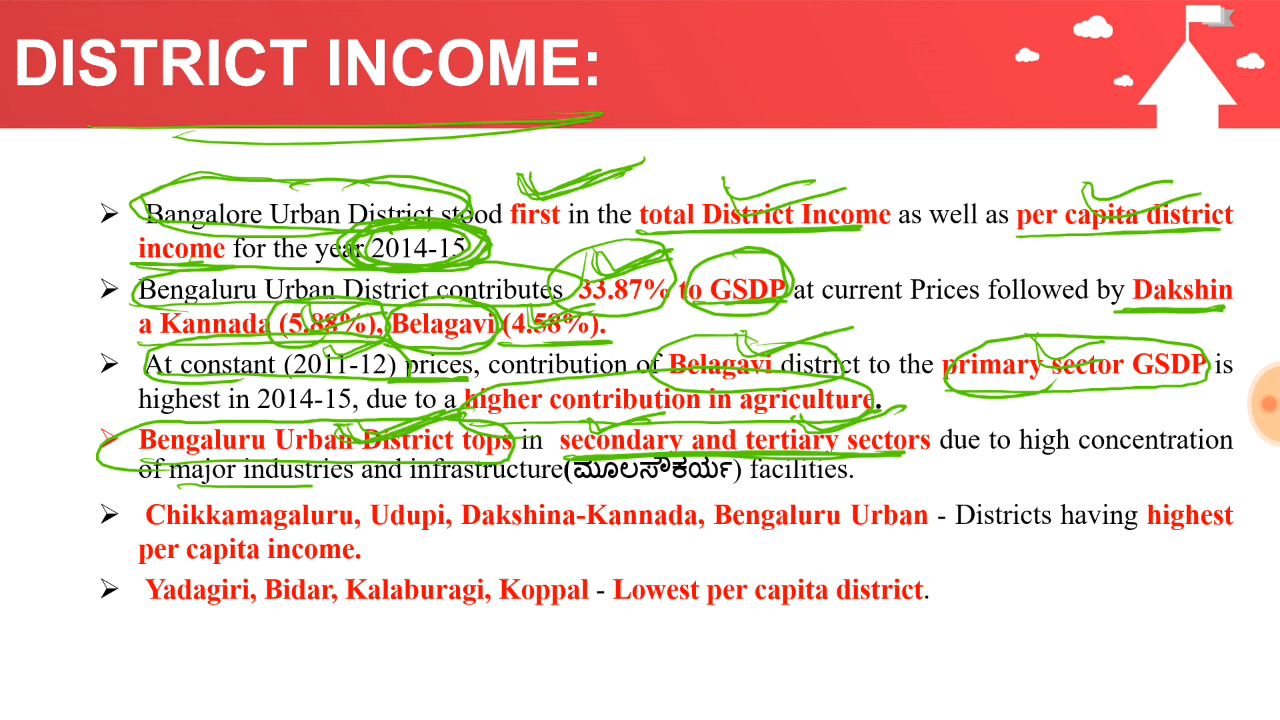 DISTRICT INCOME:
➢ Bangalore Urban District stood first in the total District Income as well as per capita district
income for the year 2014-15
➢ Bengaluru Urban District contributes 33.87% to GSDP at current Prices followed by Dakshin
a Kannada (5.88%), Belagavi (4.58%).
➢ At constant (2011-12) prices, contribution of Belagavi district to the primary sector GSDP is
highest in 2014-15, due to a higher contribution in agriculture.
➢ Bengaluru Urban District tops in secondary and tertiary sectors due to high concentration
of major industries and infrastructure(ಮೂಲಸೌಕರ್ಯ) facilities.
➢ Chikkamagaluru, Udupi, Dakshina-Kannada, Bengaluru Urban - Districts having highest
per capita income.
➢ Yadagiri, Bidar, Kalaburagi, Koppal - Lowest per capita district.